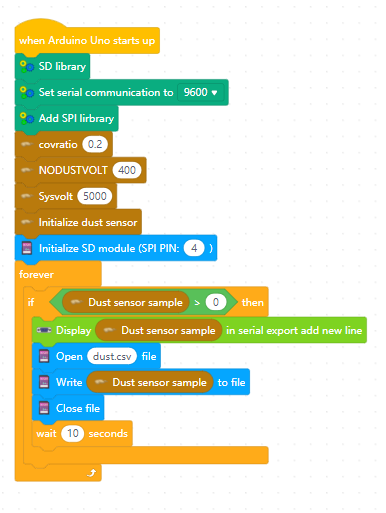 when Arduino Uno starts up
SD library
Set serial communication to 9600
Add SPI lirbrary
covratio 0.2
NODUSTVOLT 400
Sysvolt 5000
Initialize dust sensor
Initialize SD module (SPI PIN: 4 )
forever
if Dust sensor sample > 0 then
Display Dust sensor sample in serial export add new line
Open dust.csv file
Write Dust sensor sample to file
Close file
wait 10 seconds